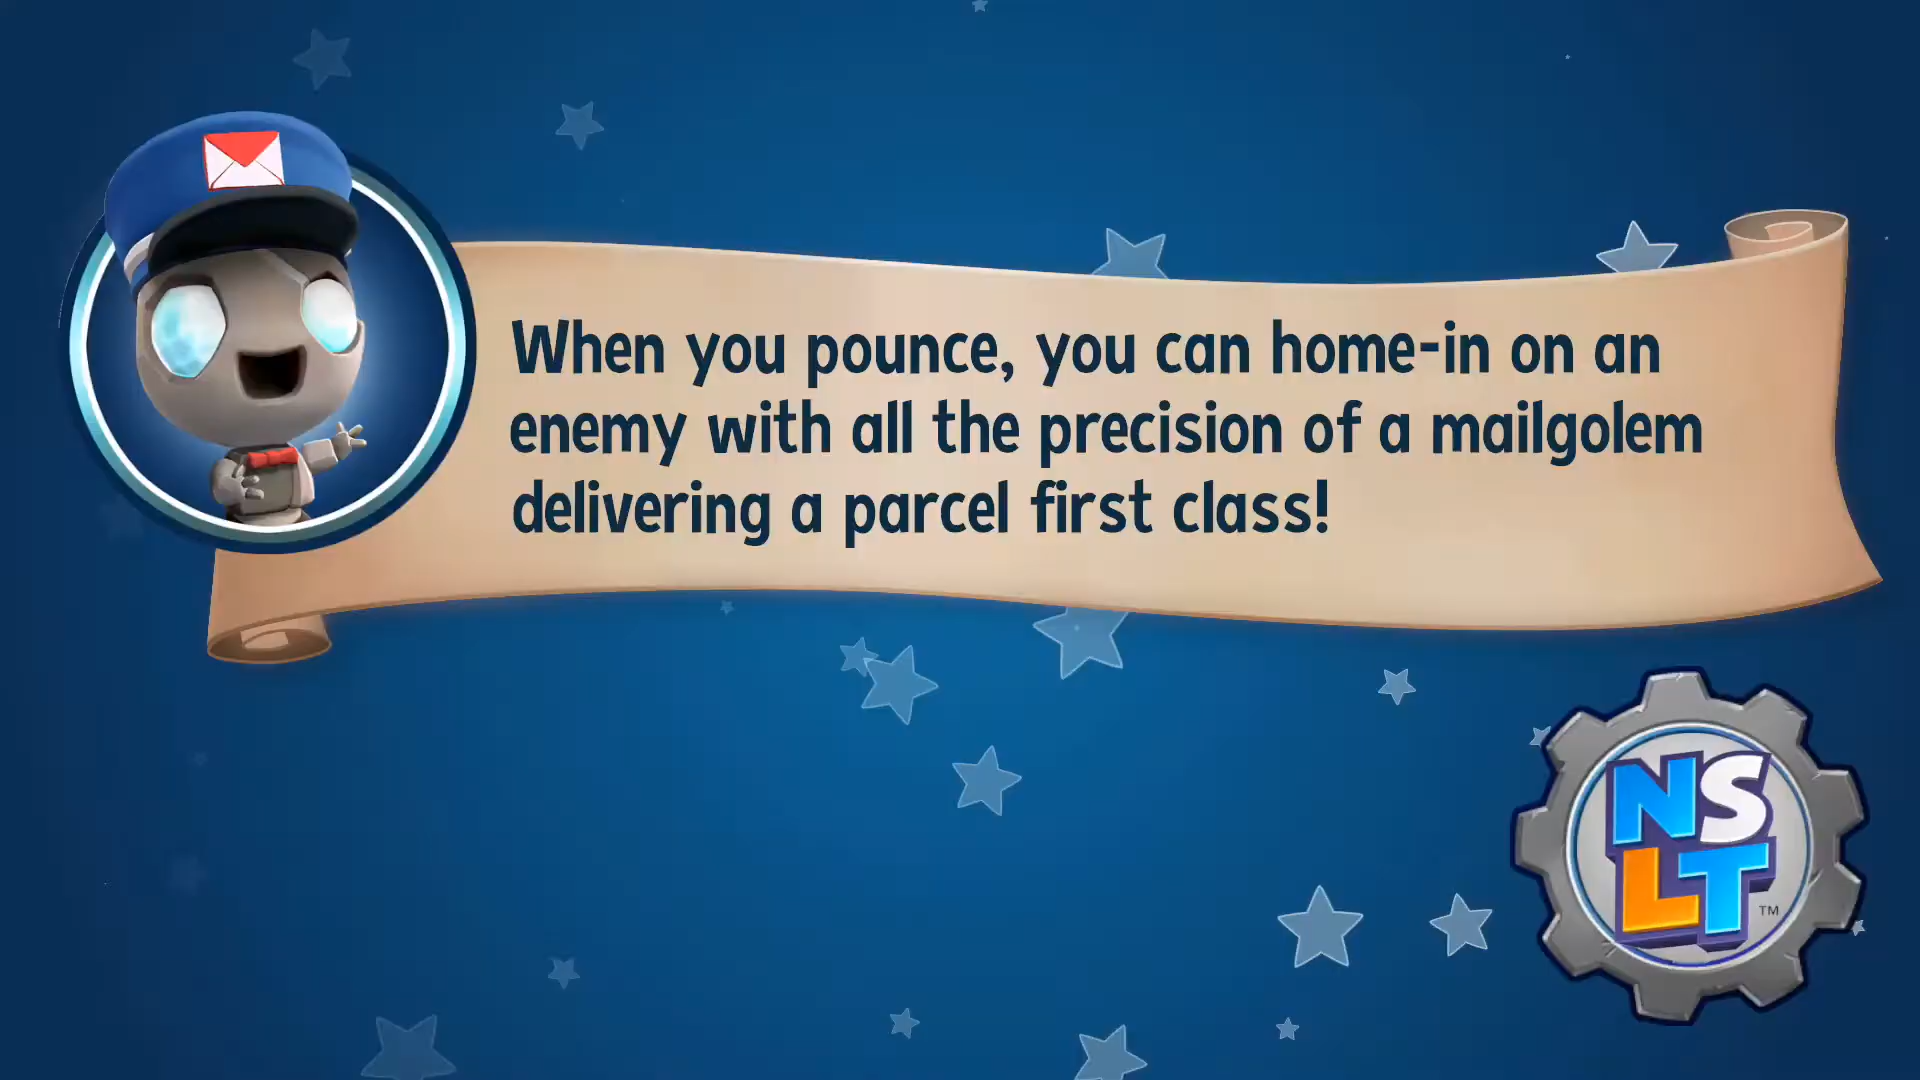 When you pounce, you can home-in on an
enemy with all the precision of a mailgolem
delivering a parcel first class!
NS
LT
TM